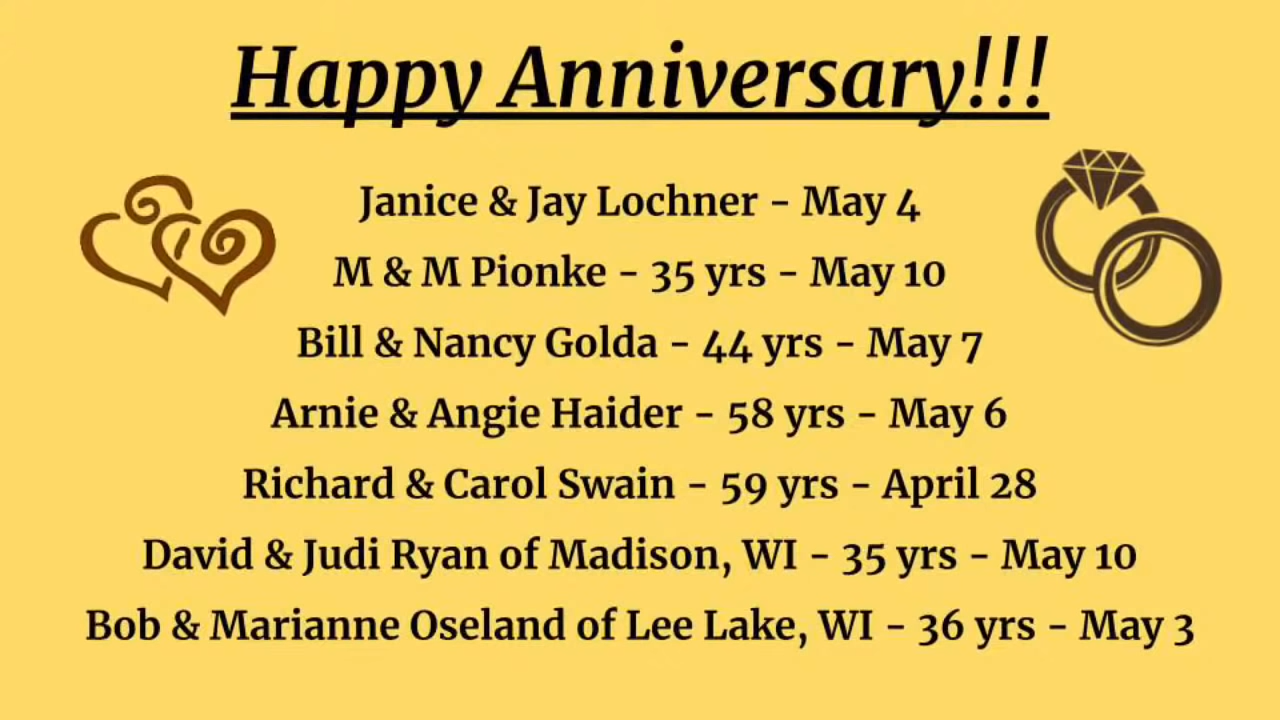 Happy Anniversary!!!
Janice & Jay Lochner - May 4
M & M Pionke - 35 yrs - May 10
Bill & Nancy Golda - 44 yrs - May 7
Arnie & Angie Haider - 58 yrs - May 6
Richard & Carol Swain - 59 yrs - April 28
David & Judi Ryan of Madison, WI - 35 yrs - May 10
Bob & Marianne Oseland of Lee Lake, WI - 36 yrs - May 3